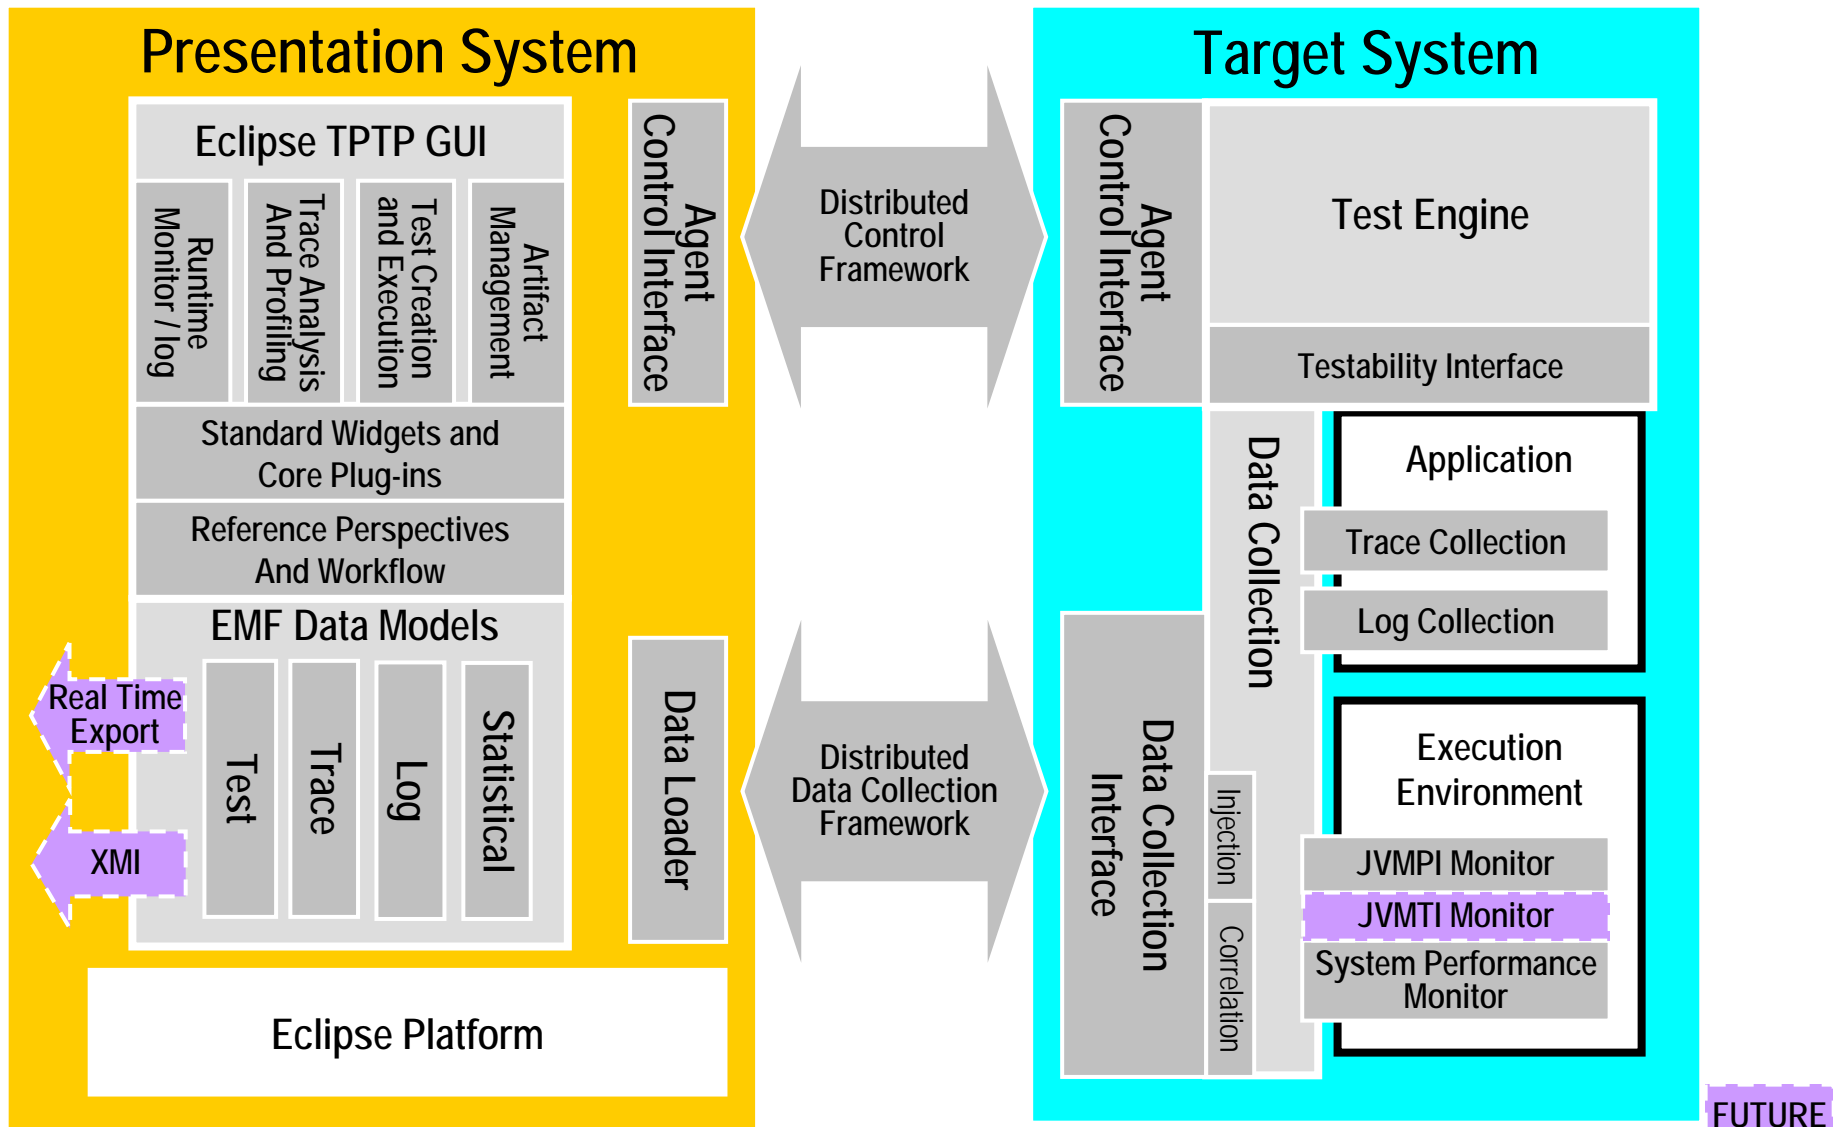 Presentation System
Eclipse TPTP GUI
Runtime
Monitor / log
Trace Analysis
And Profiling
Test Creation
and Execution
Artifact
Management
Standard Widgets and
Core Plug-ins
Reference Perspectives
And Workflow
EMF Data Models
Test
Trace
Log
Statistical
Real Time
Export
XMI
Eclipse Platform
Agent
Control Interface
Data Loader
Distributed
Control
Framework
Distributed
Data Collection
Framework
Target System
Agent
Control Interface
Test Engine
Testability Interface
Data Collection
Application
Trace Collection
Log Collection
Data Collection
Interface
Injection
Correlation
Execution
Environment
JVMPI Monitor
JVMTI Monitor
System Performance
Monitor
FUTURE